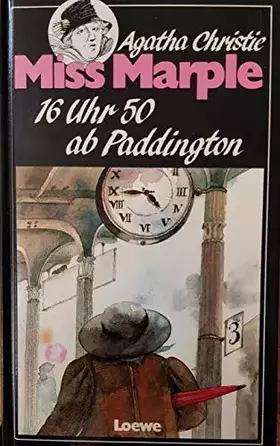 Agatha Christie
Miss Marple
16 Uhr 50
ab Paddington
3
Loewe